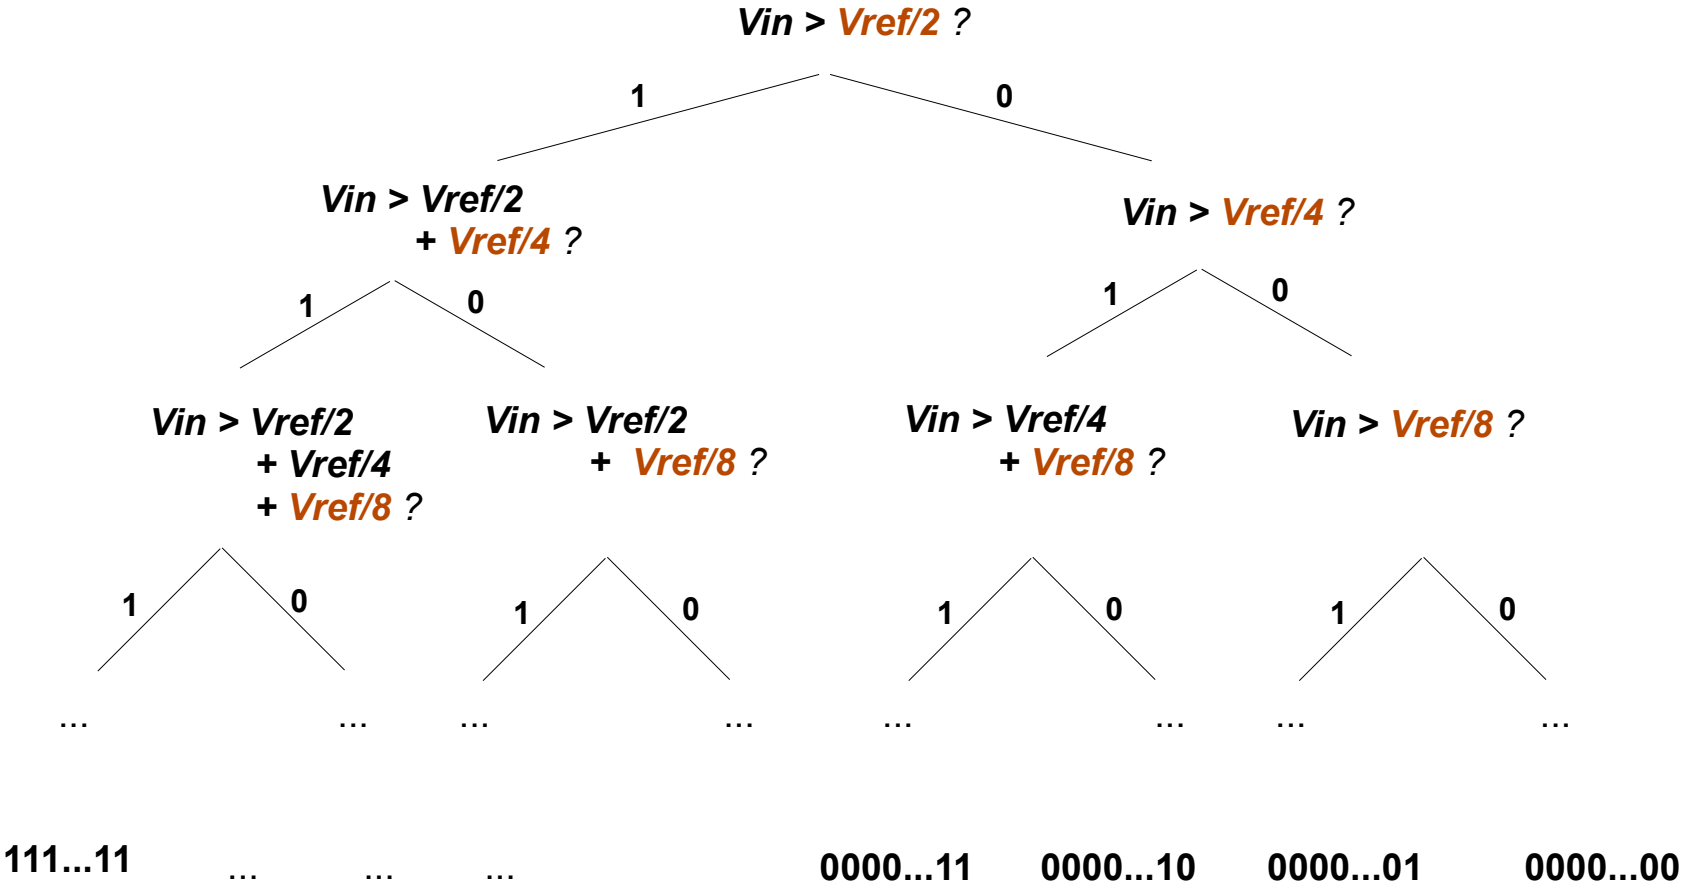 Vin > Vref/2 ?
1
0
Vin > Vref/2
+ Vref/4 ?
Vin > Vref/4 ?
1
0
1
0
Vin > Vref/2
+ Vref/4
+ Vref/8 ?
Vin > Vref/2
+ Vref/8 ?
Vin > Vref/4
+ Vref/8 ?
Vin > Vref/8 ?
1
0
1
0
1
0
1
0
...
...
...
...
...
...
...
...
111...11
...
...
...
0000...11
0000...10
0000...01
0000...00